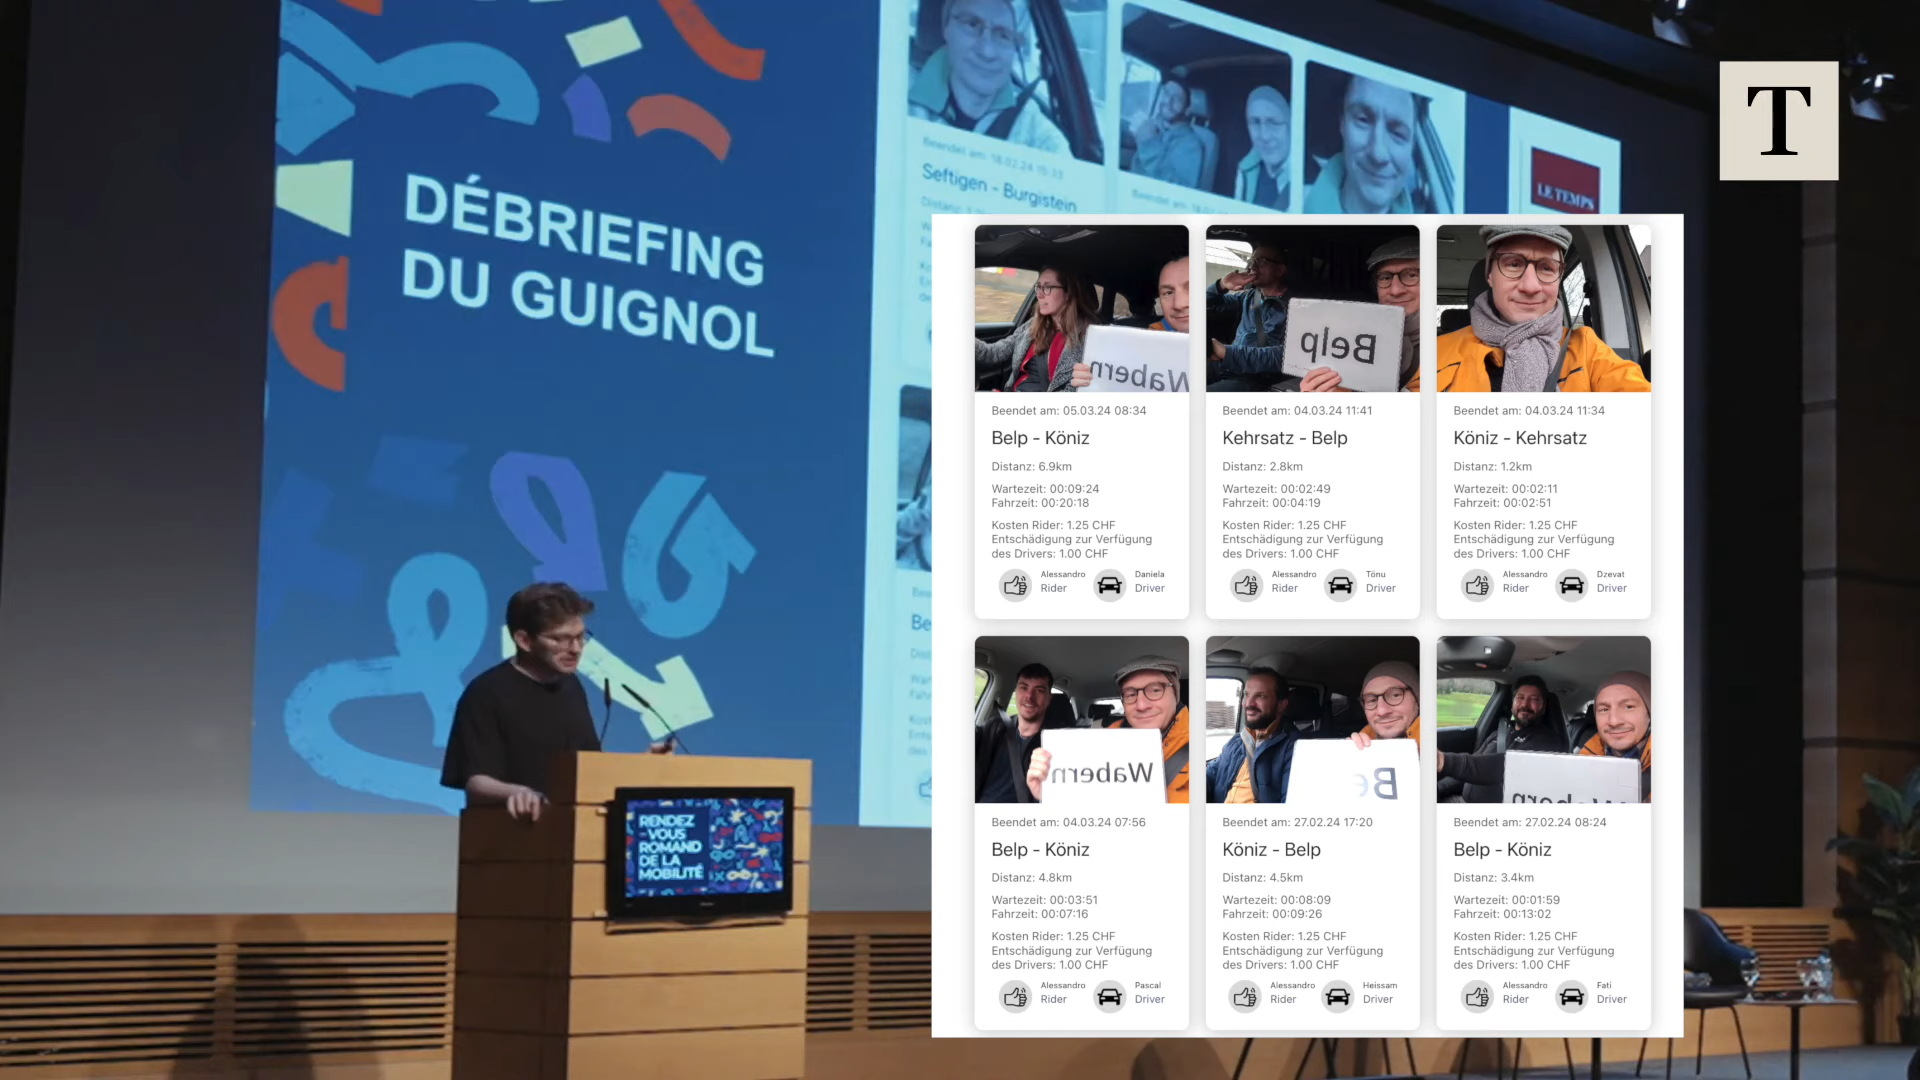 T
DÉBRIEFING
DU GUIGNOL
Beendet am: 18.02.24 15:33
Seftigen - Burgistein
LE TEMPS
Wabern
Beendet am: 05.03.24 08:34
Belp - Köniz
Distanz: 6.9km
Wartezeit: 00:09:24
Fahrzeit: 00:20:18
Kosten Rider: 1.25 CHF
Entschädigung zur Verfügung
des Drivers: 1.00 CHF
Alessandro
Rider
Daniela
Driver
Belp
Beendet am: 04.03.24 11:41
Kehrsatz - Belp
Distanz: 2.8km
Wartezeit: 00:02:49
Fahrzeit: 00:04:19
Kosten Rider: 1.25 CHF
Entschädigung zur Verfügung
des Drivers: 1.00 CHF
Alessandro
Rider
Tönu
Driver
Beendet am: 04.03.24 11:34
Köniz - Kehrsatz
Distanz: 1.2km
Wartezeit: 00:02:11
Fahrzeit: 00:02:51
Kosten Rider: 1.25 CHF
Entschädigung zur Verfügung
des Drivers: 1.00 CHF
Alessandro
Rider
Dzevat
Driver
Wabern
Beendet am: 04.03.24 07:56
Belp - Köniz
Distanz: 4.8km
Wartezeit: 00:03:51
Fahrzeit: 00:07:16
Kosten Rider: 1.25 CHF
Entschädigung zur Verfügung
des Drivers: 1.00 CHF
Alessandro
Rider
Pascal
Driver
Be
Beendet am: 27.02.24 17:20
Köniz - Belp
Distanz: 4.5km
Wartezeit: 00:08:09
Fahrzeit: 00:09:26
Kosten Rider: 1.25 CHF
Entschädigung zur Verfügung
des Drivers: 1.00 CHF
Alessandro
Rider
Heissam
Driver
Wabern
Beendet am: 27.02.24 08:24
Belp - Köniz
Distanz: 3.4km
Wartezeit: 00:01:59
Fahrzeit: 00:13:02
Kosten Rider: 1.25 CHF
Entschädigung zur Verfügung
des Drivers: 1.00 CHF
Alessandro
Rider
Fati
Driver
RENDEZ
-VOUS
ROMAND
DE LA
MOBILITÉ